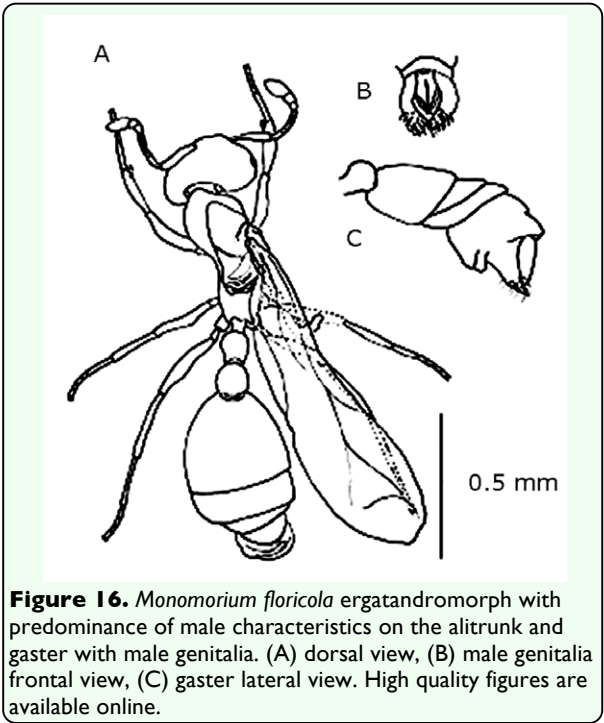 A
B
C
0.5 mm
Figure 16. Monomorium floricola ergatandromorph with
predominance of male characteristics on the alitrunk and
gaster with male genitalia. (A) dorsal view, (B) male genitalia
frontal view, (C) gaster lateral view. High quality figures are
available online.